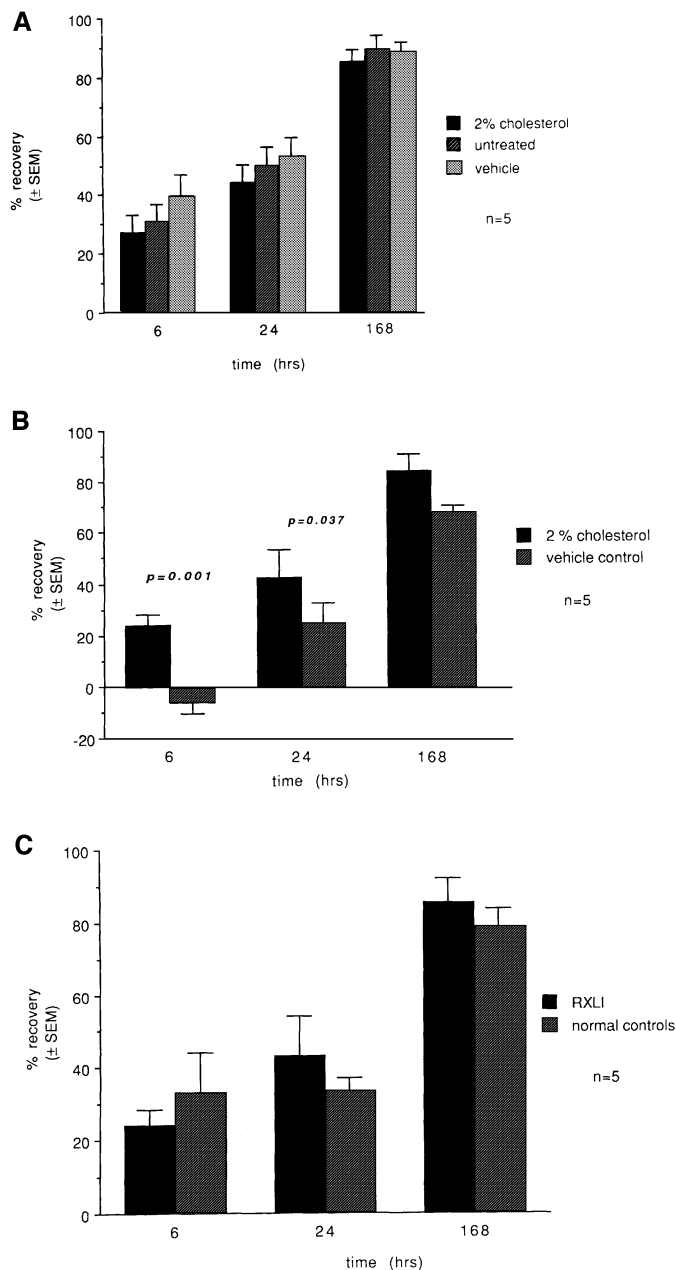 A
100
80
60
40
20
0
% recovery
(± SEM)
2% cholesterol
untreated
vehicle
n=5
6 24 168
time (hrs)
B
100
80
60
40
20
0
-20
% recovery
(± SEM)
p=0.001
p=0.037
2 % cholesterol
vehicle control
n=5
6 24 168
time (hrs)
C
100
80
60
40
20
0
% recovery
(± SEM)
RXLI
normal controls
n=5
6 24 168
time (hrs)